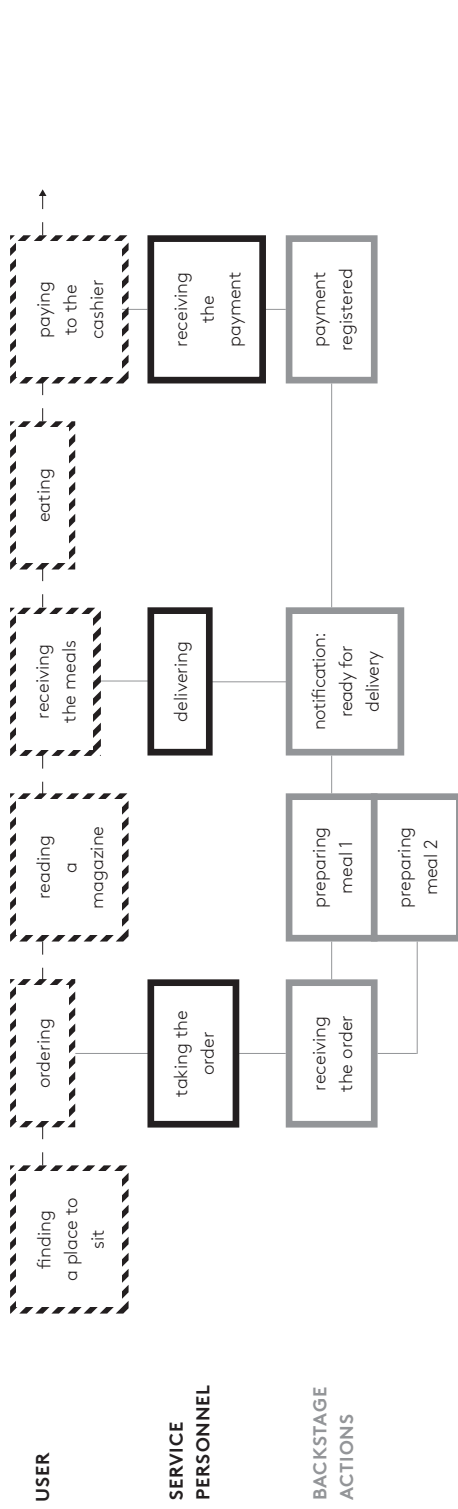 USER
finding
a place to
sit
ordering
reading
a
magazine
receiving
the meals
eating
paying
to the
cashier
SERVICE
PERSONNEL
taking the
order
delivering
receiving
the
payment
BACKSTAGE
ACTIONS
receiving
the order
preparing
meal 1
preparing
meal 2
notification:
ready for
delivery
payment
registered